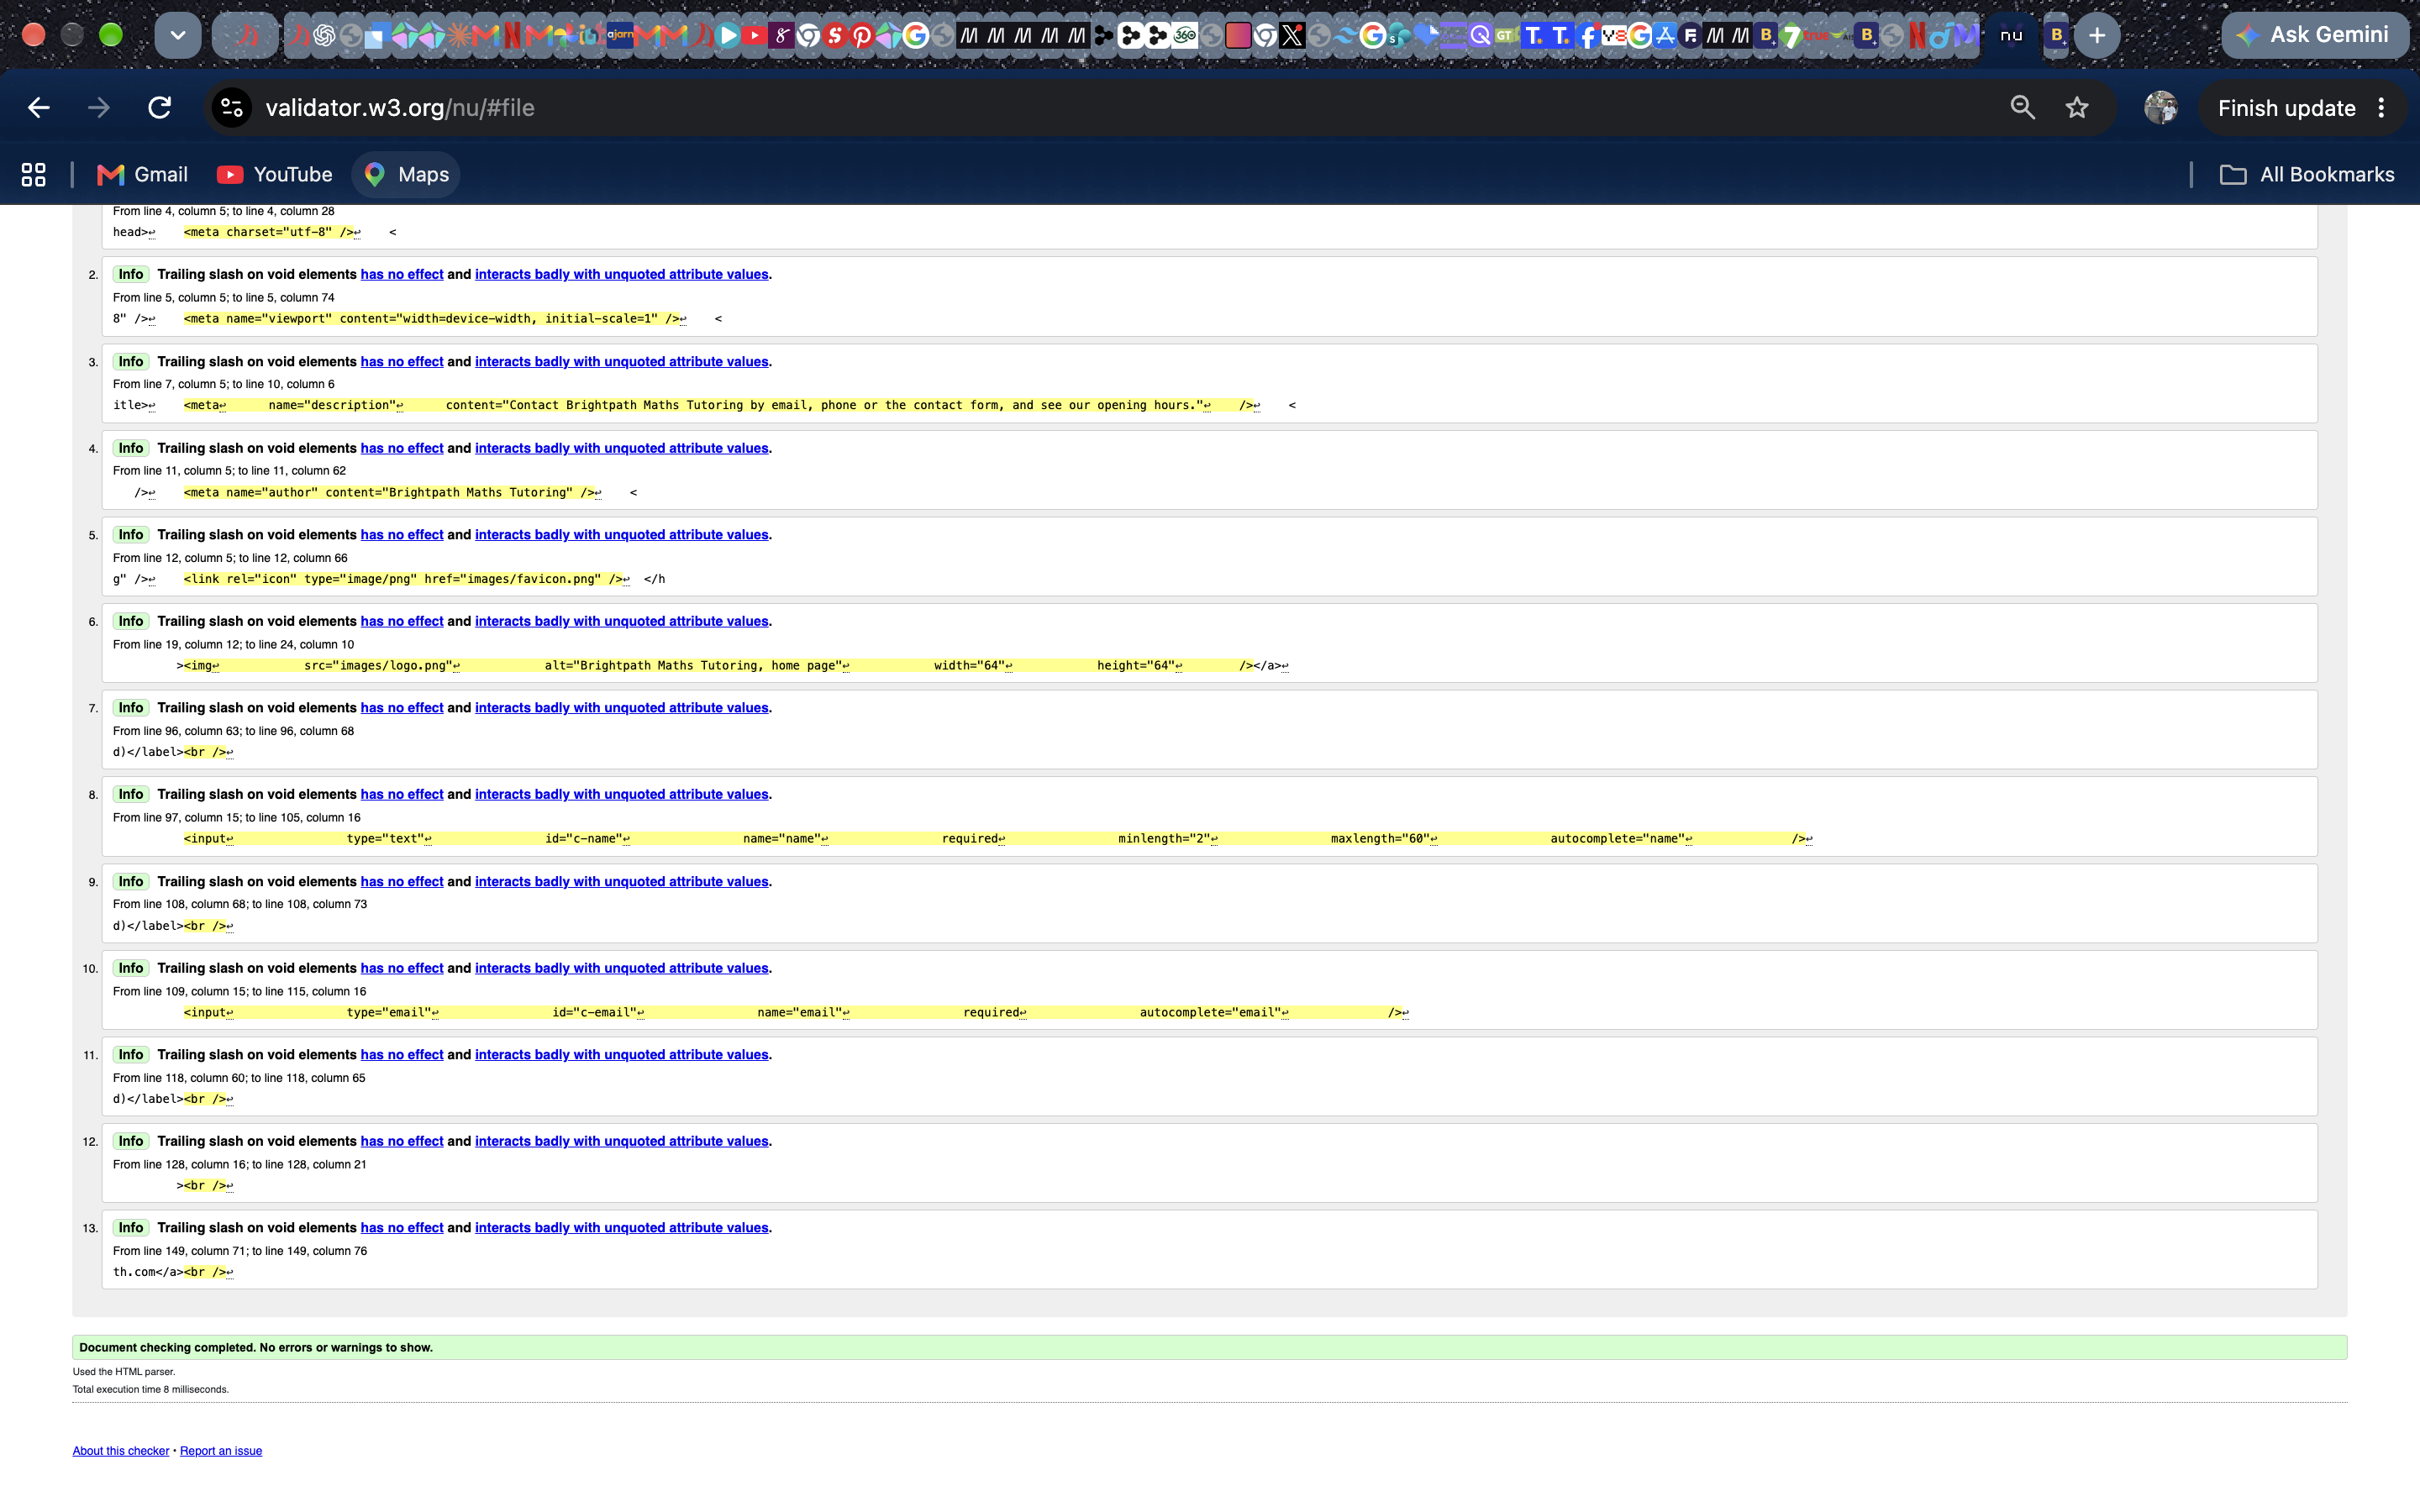 ajarn
360
GT
T.
T.
Y8
B.
true
B.
nu
B.
Ask Gemini
validator.w3.org/nu/#file
Finish update
Gmail
YouTube
Maps
All Bookmarks
From line 4, column 5; to line 4, column 28
head>↩ <meta charset="utf-8" />↩ <
2. Info Trailing slash on void elements has no effect and interacts badly with unquoted attribute values.
From line 5, column 5; to line 5, column 74
8" />↩ <meta name="viewport" content="width=device-width, initial-scale=1" />↩ <
3. Info Trailing slash on void elements has no effect and interacts badly with unquoted attribute values.
From line 7, column 5; to line 10, column 6
itle>↩ <meta↩ name="description"↩ content="Contact Brightpath Maths Tutoring by email, phone or the contact form, and see our opening hours."↩ />↩ <
4. Info Trailing slash on void elements has no effect and interacts badly with unquoted attribute values.
From line 11, column 5; to line 11, column 62
/>↩ <meta name="author" content="Brightpath Maths Tutoring" />↩ <
5. Info Trailing slash on void elements has no effect and interacts badly with unquoted attribute values.
From line 12, column 5; to line 12, column 66
g" />↩ <link rel="icon" type="image/png" href="images/favicon.png" />↩ </h
6. Info Trailing slash on void elements has no effect and interacts badly with unquoted attribute values.
From line 19, column 12; to line 24, column 10
><img↩ src="images/logo.png"↩ alt="Brightpath Maths Tutoring, home page"↩ width="64"↩ height="64"↩ /></a>↩
7. Info Trailing slash on void elements has no effect and interacts badly with unquoted attribute values.
From line 96, column 63; to line 96, column 68
d)</label><br />↩
8. Info Trailing slash on void elements has no effect and interacts badly with unquoted attribute values.
From line 97, column 15; to line 105, column 16
<input↩ type="text"↩ id="c-name"↩ name="name"↩ required↩ minlength="2"↩ maxlength="60"↩ autocomplete="name"↩ />↩
9. Info Trailing slash on void elements has no effect and interacts badly with unquoted attribute values.
From line 108, column 68; to line 108, column 73
d)</label><br />↩
10. Info Trailing slash on void elements has no effect and interacts badly with unquoted attribute values.
From line 109, column 15; to line 115, column 16
<input↩ type="email"↩ id="c-email"↩ name="email"↩ required↩ autocomplete="email"↩ />↩
11. Info Trailing slash on void elements has no effect and interacts badly with unquoted attribute values.
From line 118, column 60; to line 118, column 65
d)</label><br />↩
12. Info Trailing slash on void elements has no effect and interacts badly with unquoted attribute values.
From line 128, column 16; to line 128, column 21
><br />↩
13. Info Trailing slash on void elements has no effect and interacts badly with unquoted attribute values.
From line 149, column 71; to line 149, column 76
th.com</a><br />↩
Document checking completed. No errors or warnings to show.
Used the HTML parser.
Total execution time 8 milliseconds.
About this checker • Report an issue